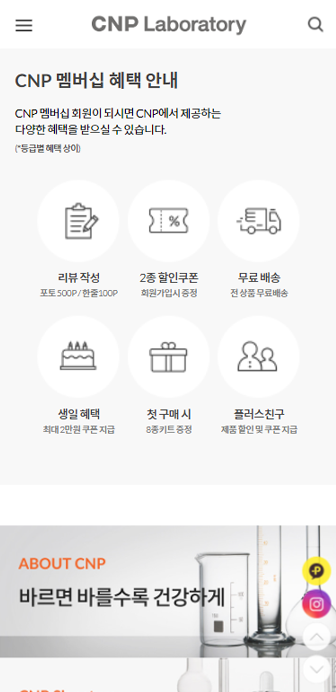 CNP Laboratory
CNP 멤버십 혜택 안내
CNP 멤버십 회원이 되시면 CNP에서 제공하는
다양한 혜택을 받으실 수 있습니다.
(*등급별 혜택 상이)
%
리뷰 작성
2종 할인쿠폰
무료 배송
포토 500P / 한줄 100P
회원가입시 증정
전 상품 무료배송
생일 혜택
첫 구매 시
플러스친구
최대 2만원 쿠폰 지급
8종키트 증정
제품 할인 및 쿠폰 지급
ABOUT CNP
바르면 바를수록 건강하게